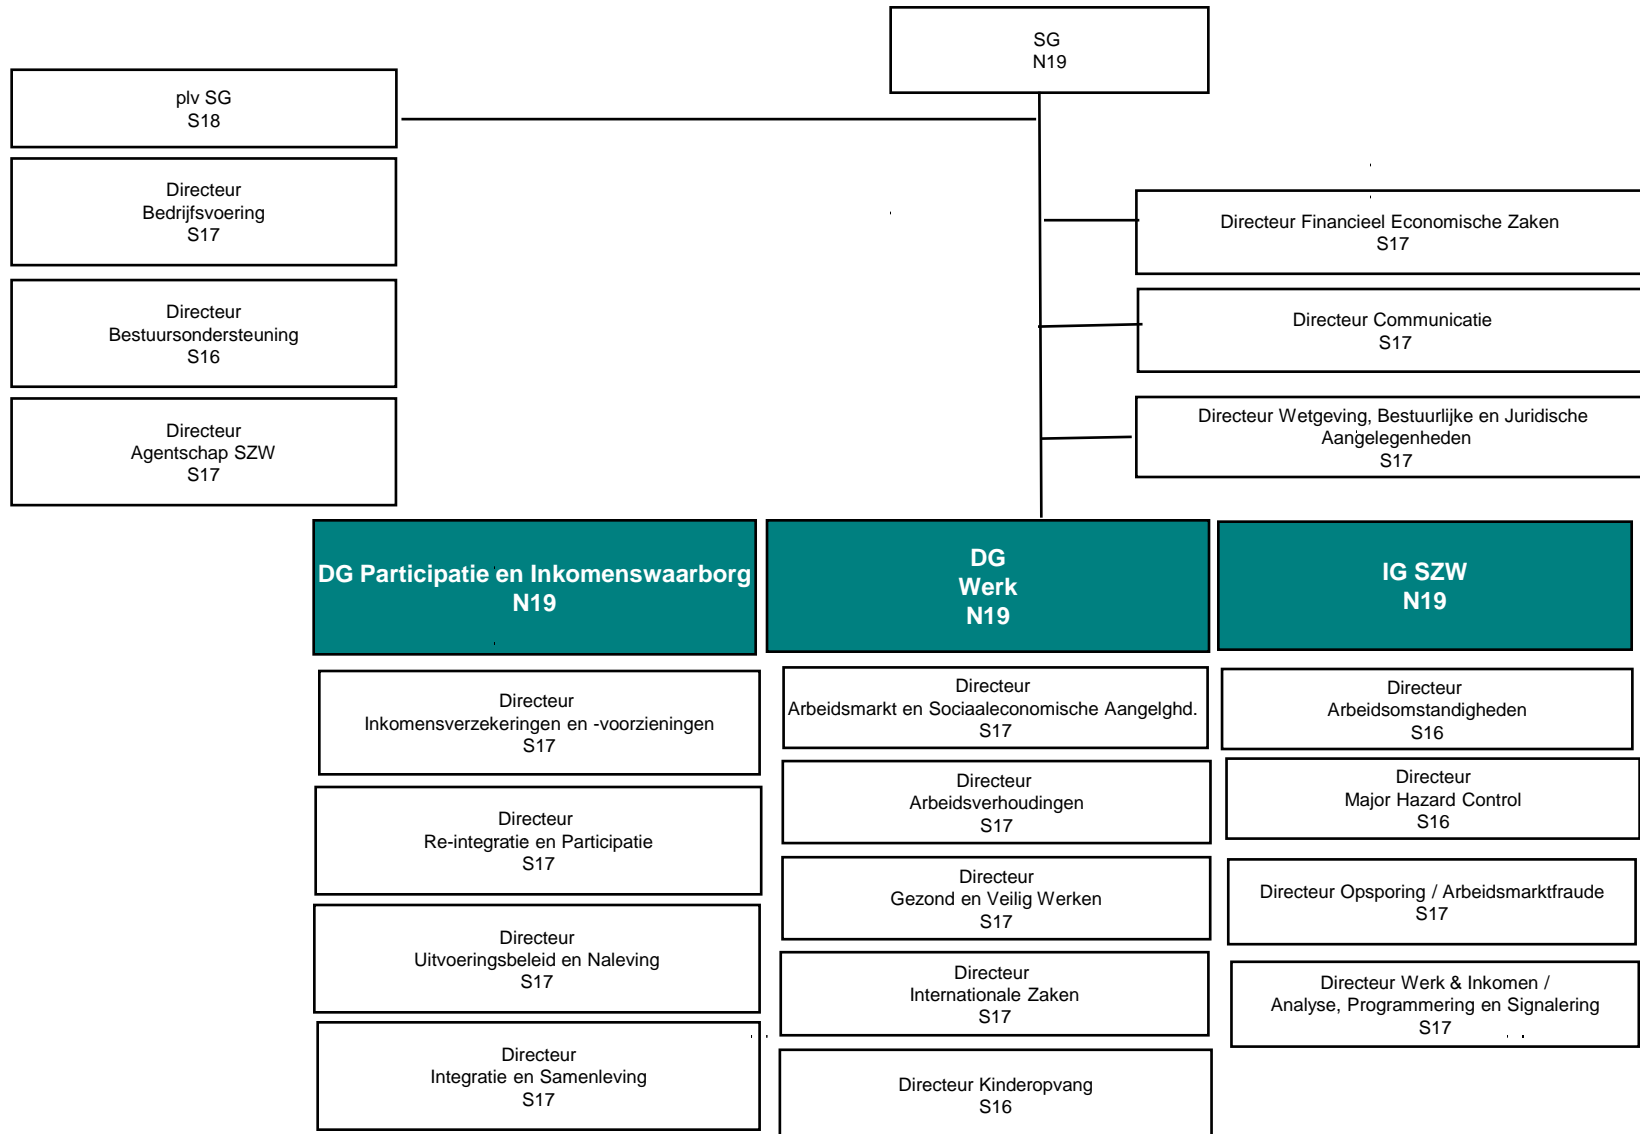 SG
N19
plv SG
S18
Directeur
Bedrijfsvoering
S17
Directeur
Bestuursondersteuning
S16
Directeur
Agentschap SZW
S17
Directeur Financieel Economische Zaken
S17
Directeur Communicatie
S17
Directeur Wetgeving, Bestuurlijke en Juridische
Aangelegenheden
S17
DG Participatie en Inkomenswaarborg
N19
Directeur
Inkomensverzekeringen en -voorzieningen
S17
Directeur
Re-integratie en Participatie
S17
Directeur
Uitvoeringsbeleid en Naleving
S17
Directeur
Integratie en Samenleving
S17
DG
Werk
N19
Directeur
Arbeidsmarkt en Sociaaleconomische Aangelghd.
S17
Directeur
Arbeidsverhoudingen
S17
Directeur
Gezond en Veilig Werken
S17
Directeur
Internationale Zaken
S17
Directeur Kinderopvang
S16
IG SZW
N19
Directeur
Arbeidsomstandigheden
S16
Directeur
Major Hazard Control
S16
Directeur Opsporing / Arbeidsmarktfraude
S17
Directeur Werk & Inkomen /
Analyse, Programmering en Signalering
S17